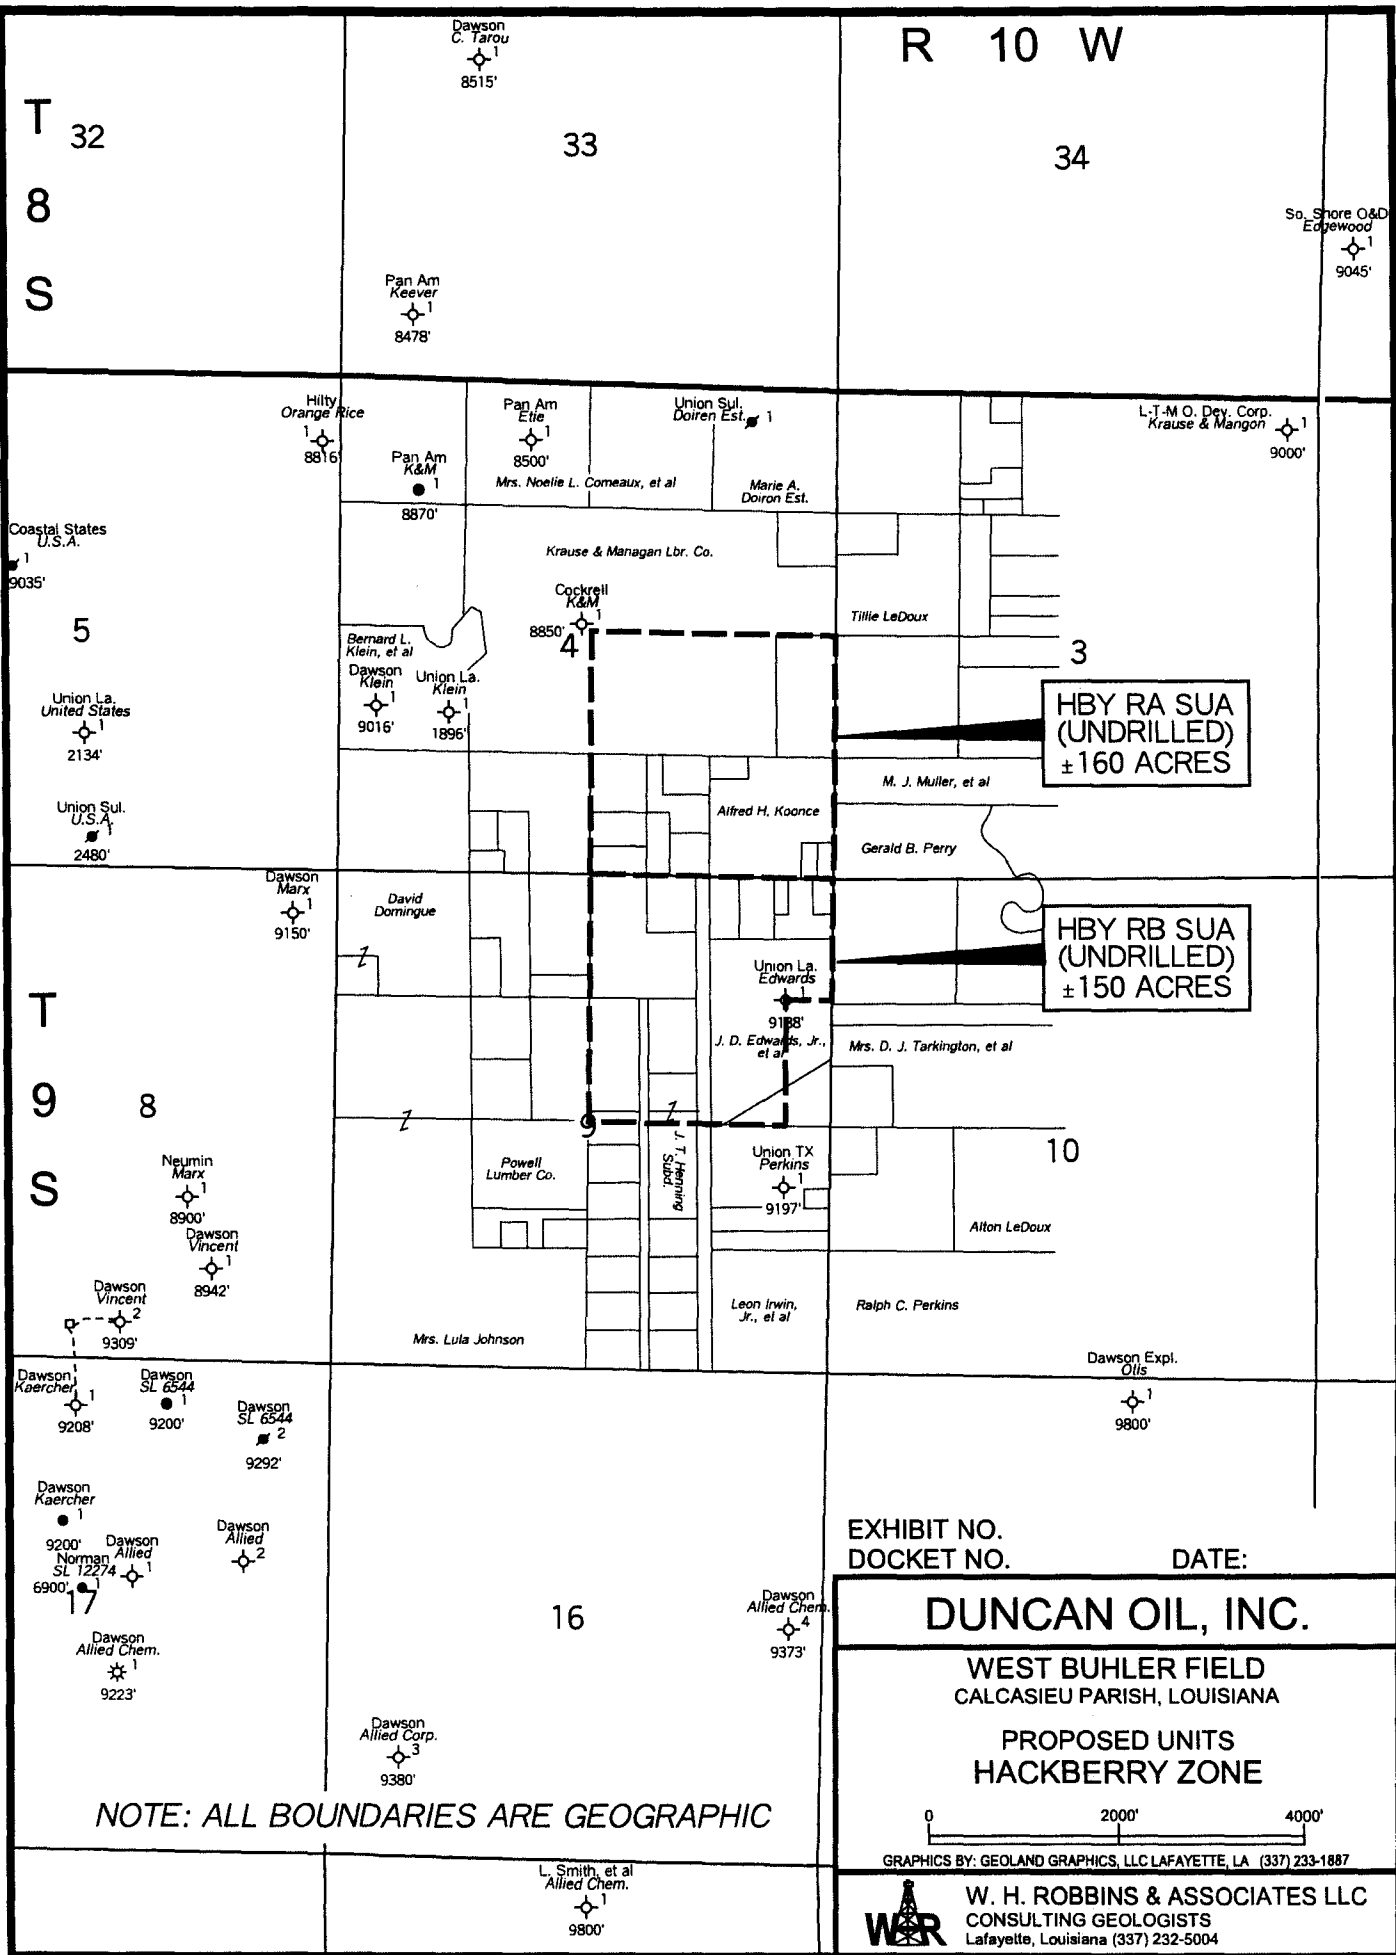 R 10 W
Dawson
C. Tarou
1
8515'
T
8
S
32
33
34
So. Shore O&D
Edgewood
1
9045'
Pan Am
Keever
1
8478'
Hilty
Orange Rice
1
8816'
Pan Am
Etie
1
8500'
Union Sul.
Doiren Est.
1
L-T-M O. Dev. Corp.
Krause & Mangon
1
9000'
Pan Am
K&M
1
8870'
Mrs. Noelie L. Comeaux, et al
Marie A.
Doiron Est.
Coastal States
U.S.A.
1
9035'
Krause & Managan Lbr. Co.
Cockrell
K&M
1
8850'
Tillie LeDoux
5
4
3
Bernard L.
Klein, et al
Dawson
Klein
1
9016'
Union La.
Klein
1
1896'
Union La.
United States
1
2134'
HBY RA SUA
(UNDRILLED)
±160 ACRES
M. J. Muller, et al
Union Sul.
U.S.A.
1
2480'
Alfred H. Koonce
Gerald B. Perry
Dawson
Marx
1
9150'
David
Domingue
HBY RB SUA
(UNDRILLED)
±150 ACRES
Union La.
Edwards
1
9188'
J. D. Edwards, Jr.,
et al
Mrs. D. J. Tarkington, et al
T
9
S
8
9
10
Neumin
Marx
1
8900'
Powell
Lumber Co.
J. T. Henning
Subd.
Union TX
Perkins
1
9197'
Alton LeDoux
Dawson
Vincent
1
8942'
Dawson
Vincent
2
9309'
Leon Irwin,
Jr., et al
Ralph C. Perkins
Mrs. Lula Johnson
Dawson
Kaercher
1
9208'
Dawson
SL 6544
1
9200'
Dawson
SL 6544
2
9292'
Dawson Expl.
Otis
1
9800'
Dawson
Kaercher
1
9200'
Dawson
Allied
1
Dawson
Allied
2
Norman
SL 12274
1
6900'
17
16
Dawson
Allied Chem.
1
9223'
Dawson
Allied Chem.
4
9373'
Dawson
Allied Corp.
3
9380'
NOTE: ALL BOUNDARIES ARE GEOGRAPHIC
L. Smith, et al
Allied Chem.
1
9800'
EXHIBIT NO.
DOCKET NO. DATE:
DUNCAN OIL, INC.
WEST BUHLER FIELD
CALCASIEU PARISH, LOUISIANA
PROPOSED UNITS
HACKBERRY ZONE
0 2000' 4000'
GRAPHICS BY: GEOLAND GRAPHICS, LLC LAFAYETTE, LA (337) 233-1887
WR
W. H. ROBBINS & ASSOCIATES LLC
CONSULTING GEOLOGISTS
Lafayette, Louisiana (337) 232-5004